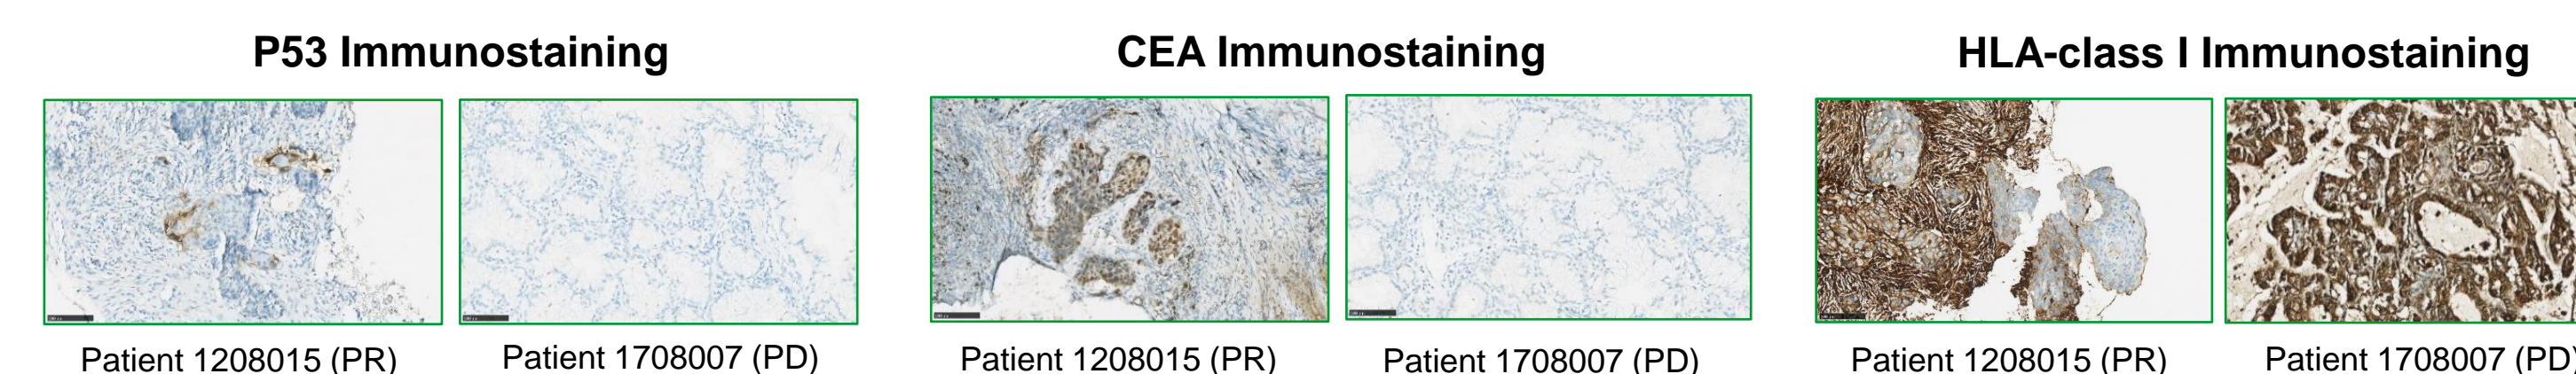 P53 Immunostaining
CEA Immunostaining
HLA-class I Immunostaining
Patient 1208015 (PR)
Patient 1708007 (PD)
Patient 1208015 (PR)
Patient 1708007 (PD)
Patient 1208015 (PR)
Patient 1708007 (PD)